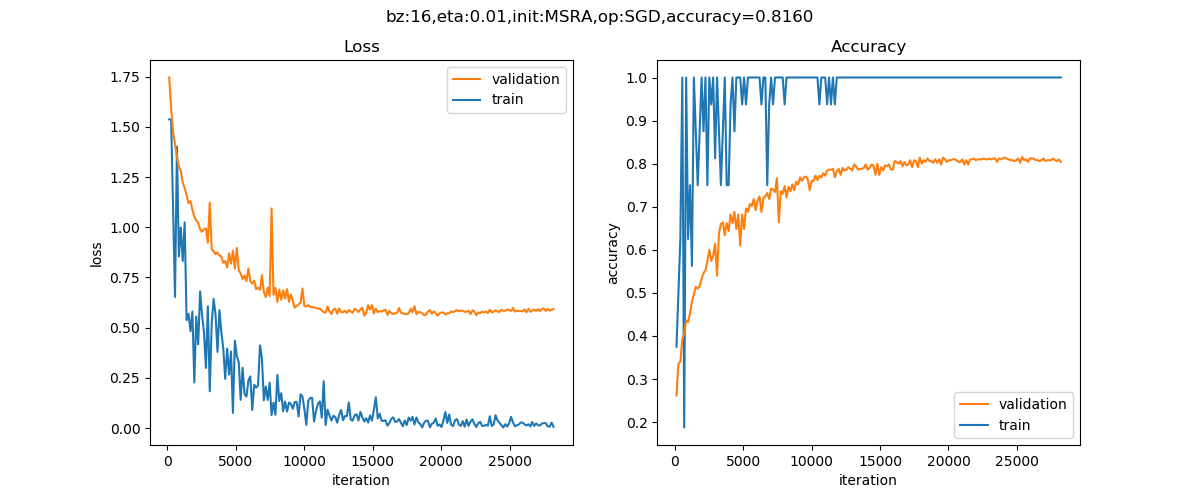 bz:16,eta:0.01,init:MSRA,op:SGD,accuracy=0.8160
Loss
validation
train
1.75
1.50
1.25
1.00
0.75
0.50
0.25
0.00
loss
0 5000 10000 15000 20000 25000
iteration
Accuracy
1.0
0.9
0.8
0.7
0.6
0.5
0.4
0.3
0.2
accuracy
validation
train
0 5000 10000 15000 20000 25000
iteration